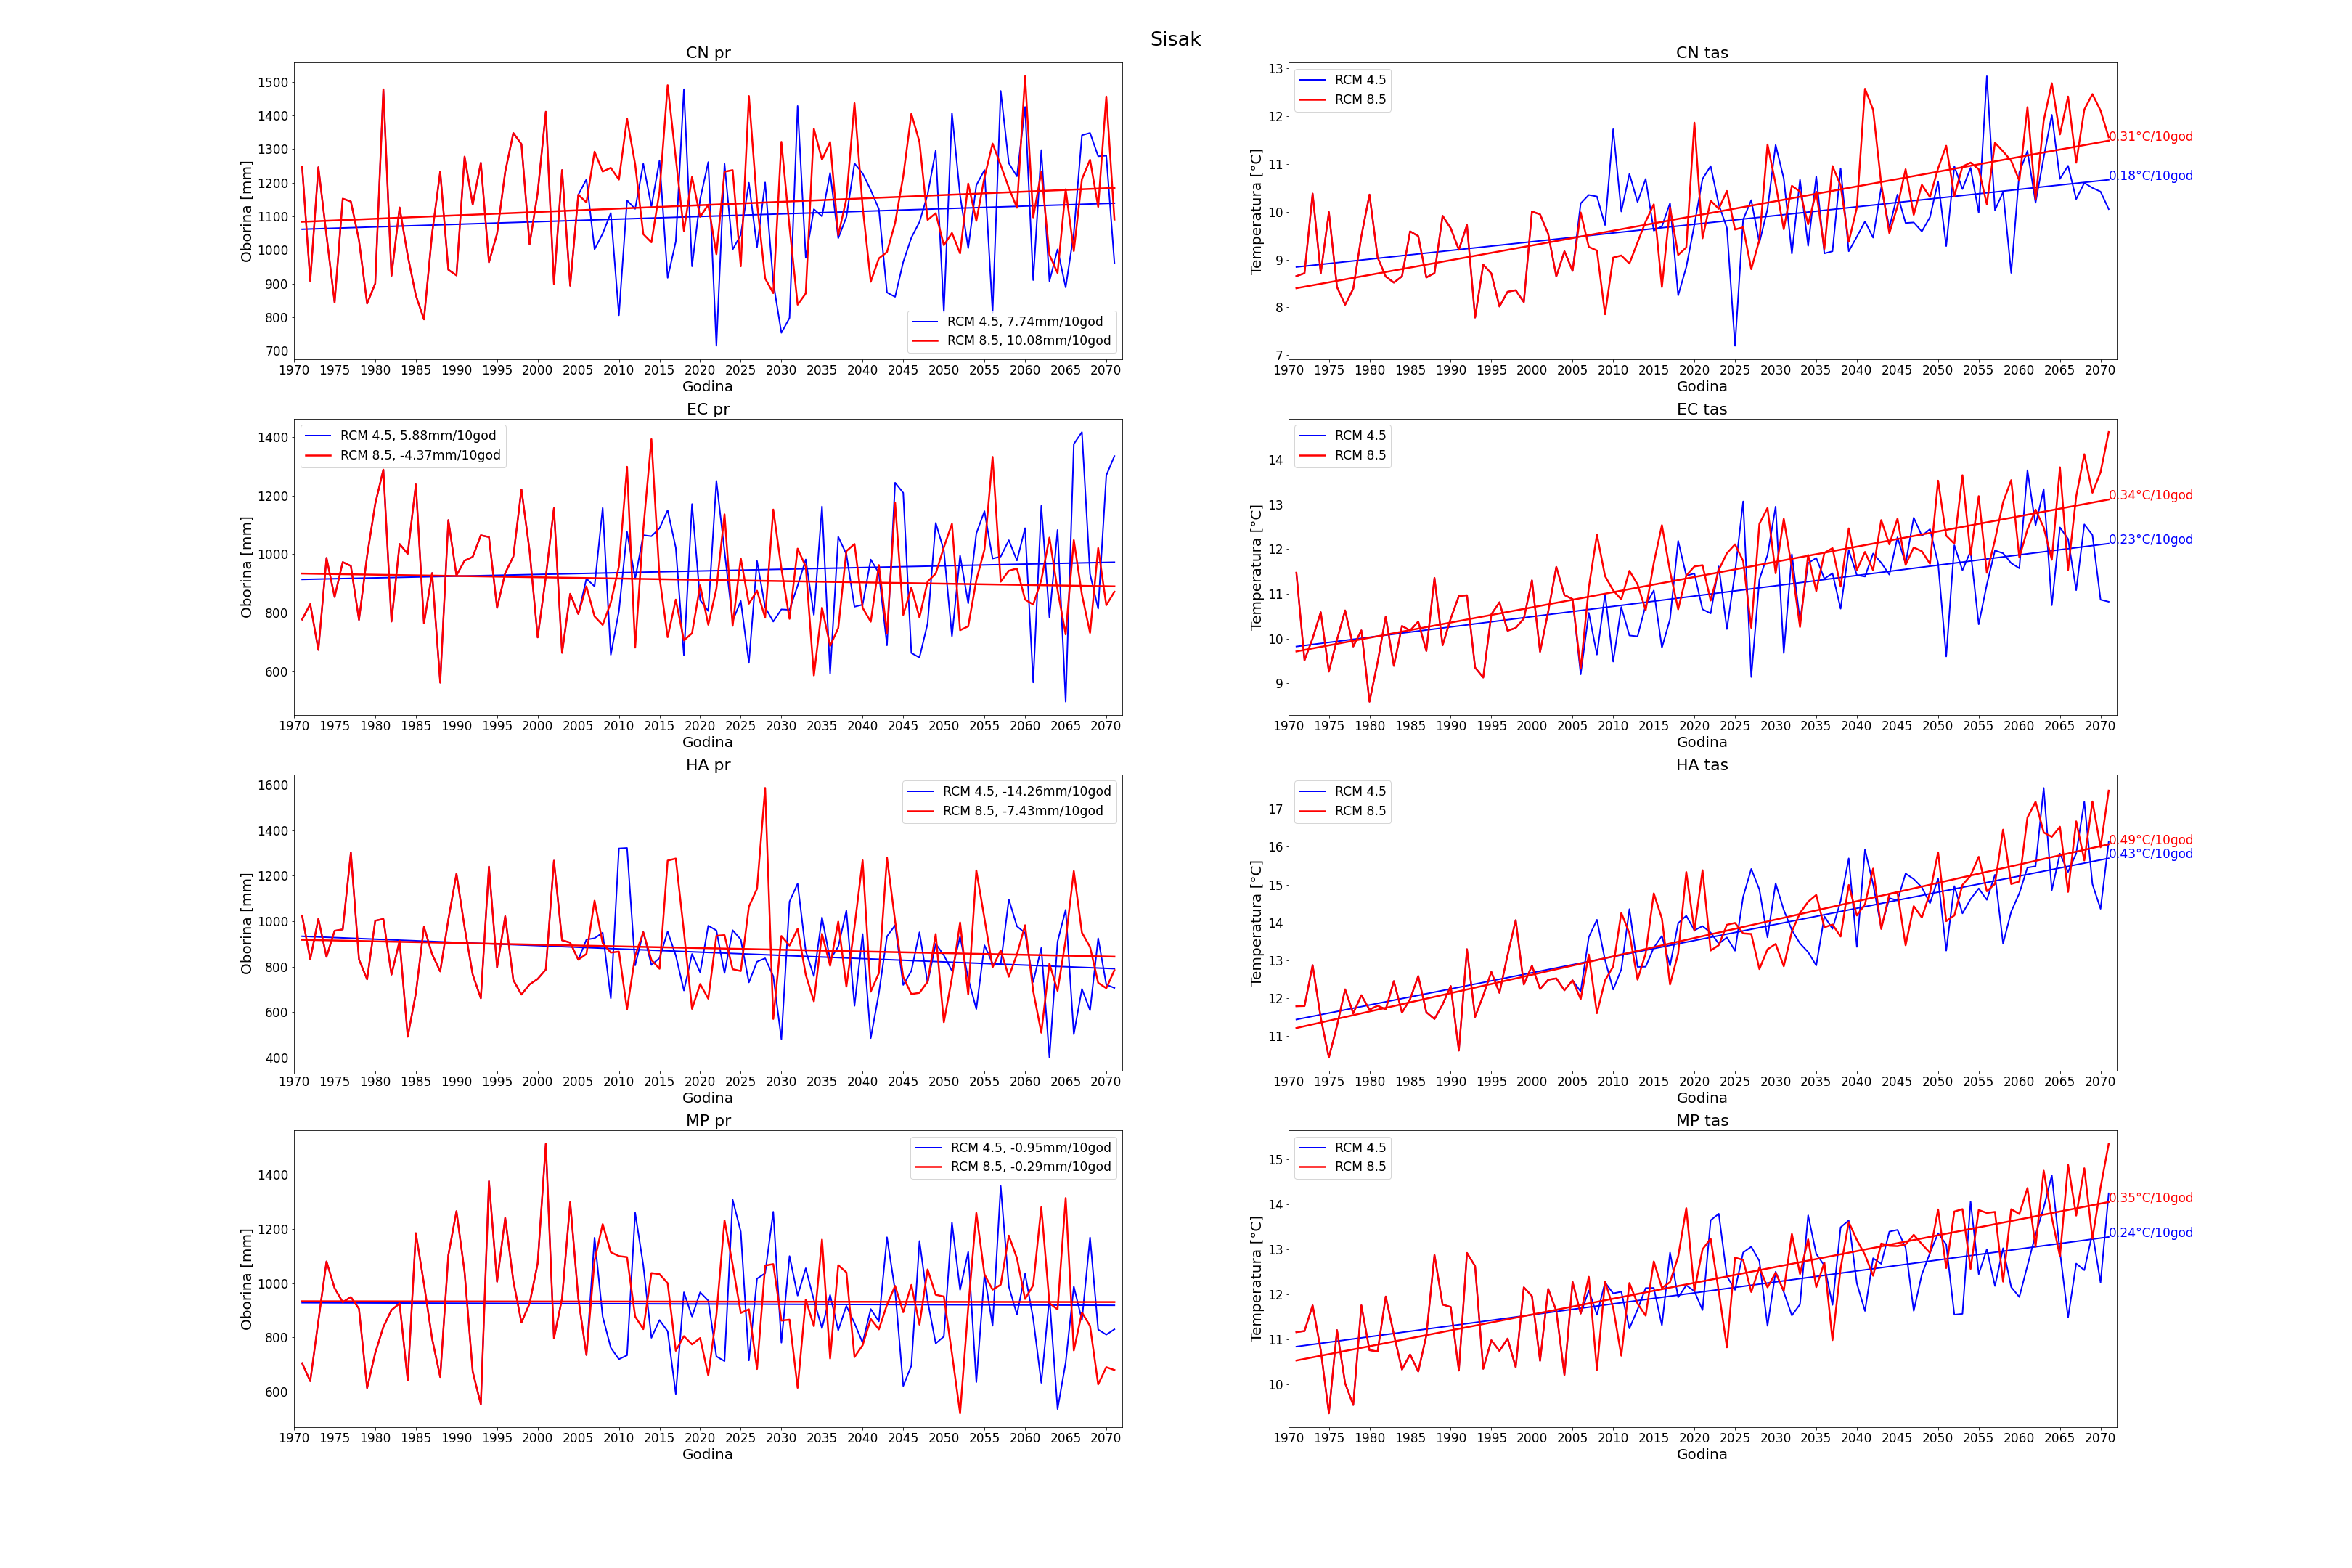 Sisak
CN pr
1500
1400
1300
1200
1100
1000
900
800
700
Oborina [mm]
RCM 4.5, 7.74mm/10god
RCM 8.5, 10.08mm/10god
1970 1975 1980 1985 1990 1995 2000 2005 2010 2015 2020 2025 2030 2035 2040 2045 2050 2055 2060 2065 2070
Godina
CN tas
13
12
11
10
9
8
7
Temperatura [°C]
RCM 4.5
RCM 8.5
0.31°C/10god
0.18°C/10god
1970 1975 1980 1985 1990 1995 2000 2005 2010 2015 2020 2025 2030 2035 2040 2045 2050 2055 2060 2065 2070
Godina
EC pr
1400
1200
1000
800
600
Oborina [mm]
RCM 4.5, 5.88mm/10god
RCM 8.5, -4.37mm/10god
1970 1975 1980 1985 1990 1995 2000 2005 2010 2015 2020 2025 2030 2035 2040 2045 2050 2055 2060 2065 2070
Godina
EC tas
14
13
12
11
10
9
Temperatura [°C]
RCM 4.5
RCM 8.5
0.34°C/10god
0.23°C/10god
1970 1975 1980 1985 1990 1995 2000 2005 2010 2015 2020 2025 2030 2035 2040 2045 2050 2055 2060 2065 2070
Godina
HA pr
1600
1400
1200
1000
800
600
400
Oborina [mm]
RCM 4.5, -14.26mm/10god
RCM 8.5, -7.43mm/10god
1970 1975 1980 1985 1990 1995 2000 2005 2010 2015 2020 2025 2030 2035 2040 2045 2050 2055 2060 2065 2070
Godina
HA tas
17
16
15
14
13
12
11
Temperatura [°C]
RCM 4.5
RCM 8.5
0.49°C/10god
0.43°C/10god
1970 1975 1980 1985 1990 1995 2000 2005 2010 2015 2020 2025 2030 2035 2040 2045 2050 2055 2060 2065 2070
Godina
MP pr
1400
1200
1000
800
600
Oborina [mm]
RCM 4.5, -0.95mm/10god
RCM 8.5, -0.29mm/10god
1970 1975 1980 1985 1990 1995 2000 2005 2010 2015 2020 2025 2030 2035 2040 2045 2050 2055 2060 2065 2070
Godina
MP tas
15
14
13
12
11
10
Temperatura [°C]
RCM 4.5
RCM 8.5
0.35°C/10god
0.24°C/10god
1970 1975 1980 1985 1990 1995 2000 2005 2010 2015 2020 2025 2030 2035 2040 2045 2050 2055 2060 2065 2070
Godina